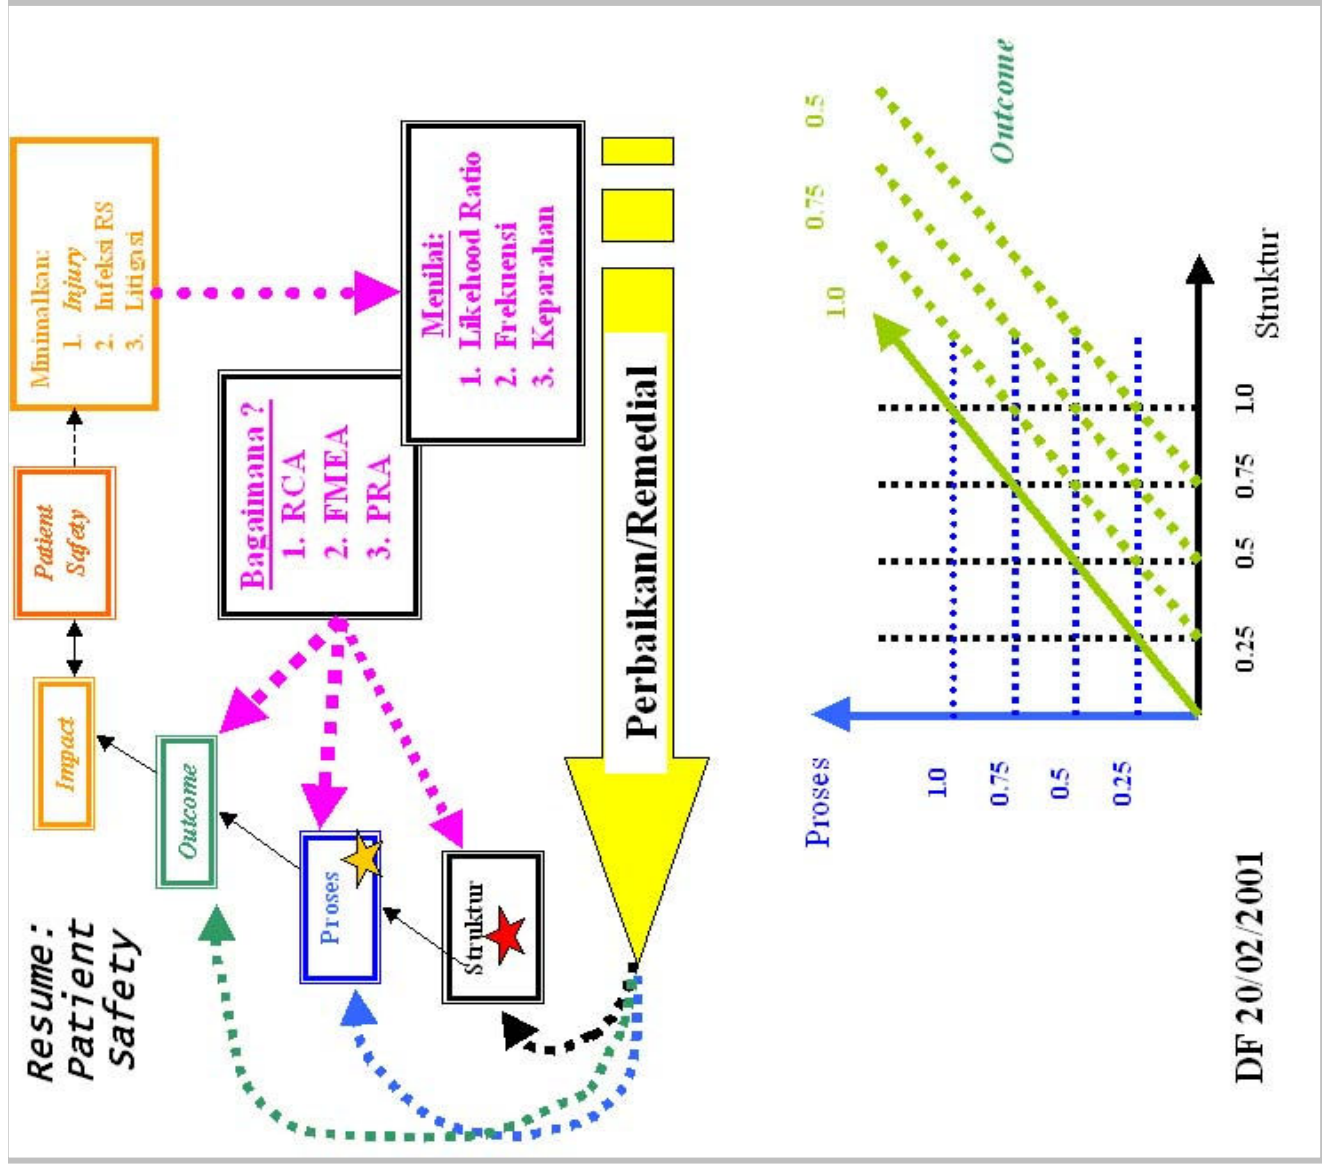 Resume:
Patient
Safety
Impact
Patient
Safety
Minimalkan:
1. Injury
2. Infeksi RS
3. Litigasi
Outcome
Proses
Struktur
Bagaimana ?
1. RCA
2. FMEA
3. PRA
Menilai:
1. Likehood Ratio
2. Frekuensi
3. Keparahan
Perbaikan/Remedial
Proses
1.0
0.75
0.5
0.25
1.0
0.75
0.5
Outcome
0.25
0.5
0.75
1.0
Struktur
DF 20/02/2001